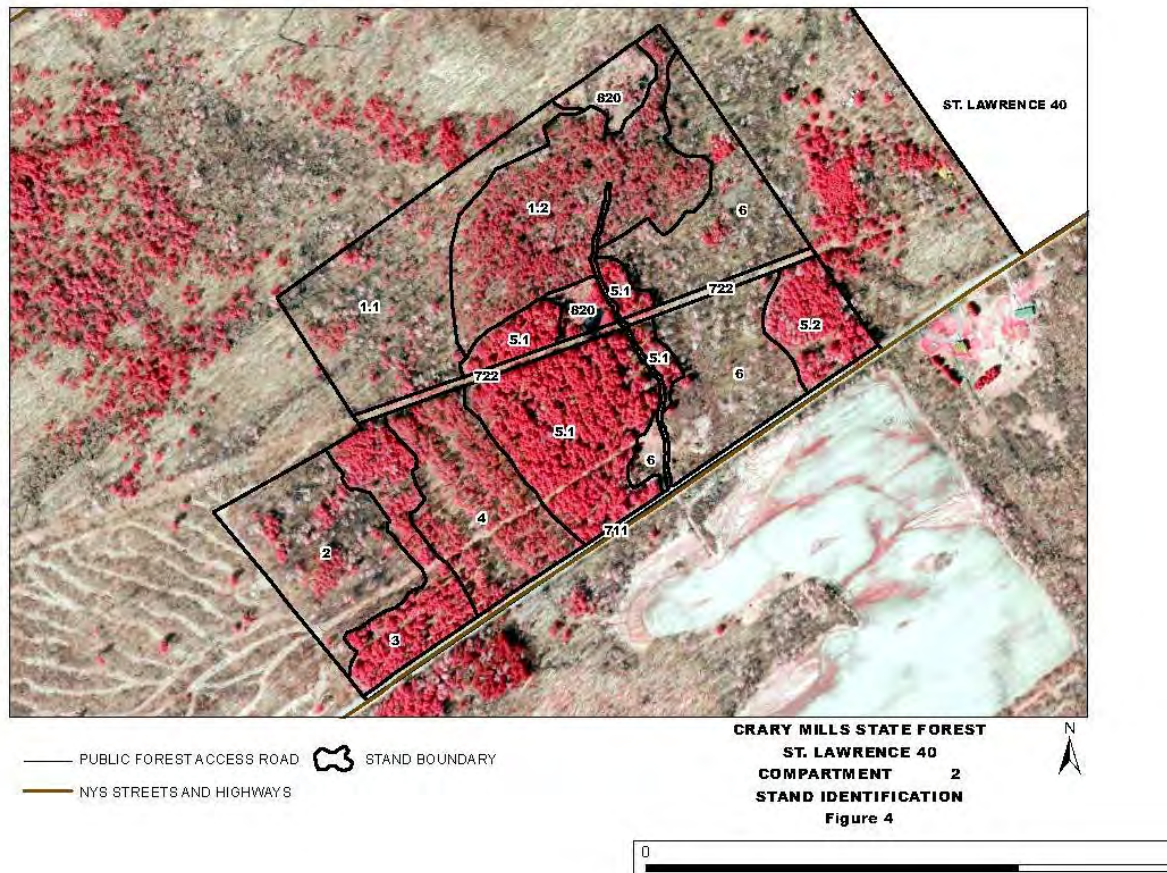 ST. LAWRENCE 40
820
1.2
6
1.1
5.1
722
820
5.1
5.2
722
5.1
6
5.1
6
4
711
2
3
PUBLIC FOREST ACCESS ROAD
STAND BOUNDARY
NYS STREETS AND HIGHWAYS
CRARY MILLS STATE FOREST
ST. LAWRENCE 40
COMPARTMENT 2
STAND IDENTIFICATION
Figure 4
N
0